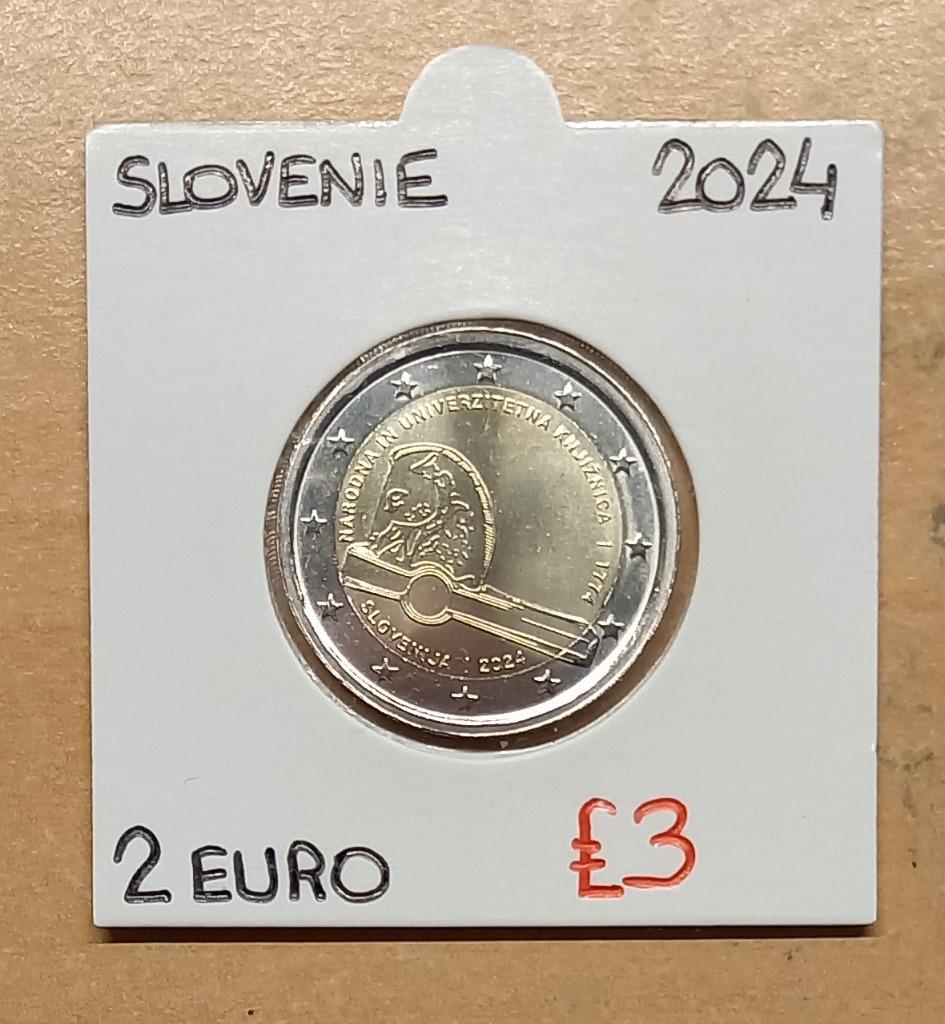 SLOVENIE 2024
NARODNA IN UNIVERZITETNA KNJIŽNICA | 1774
SLOVENIJA | 2024
2 EURO £3